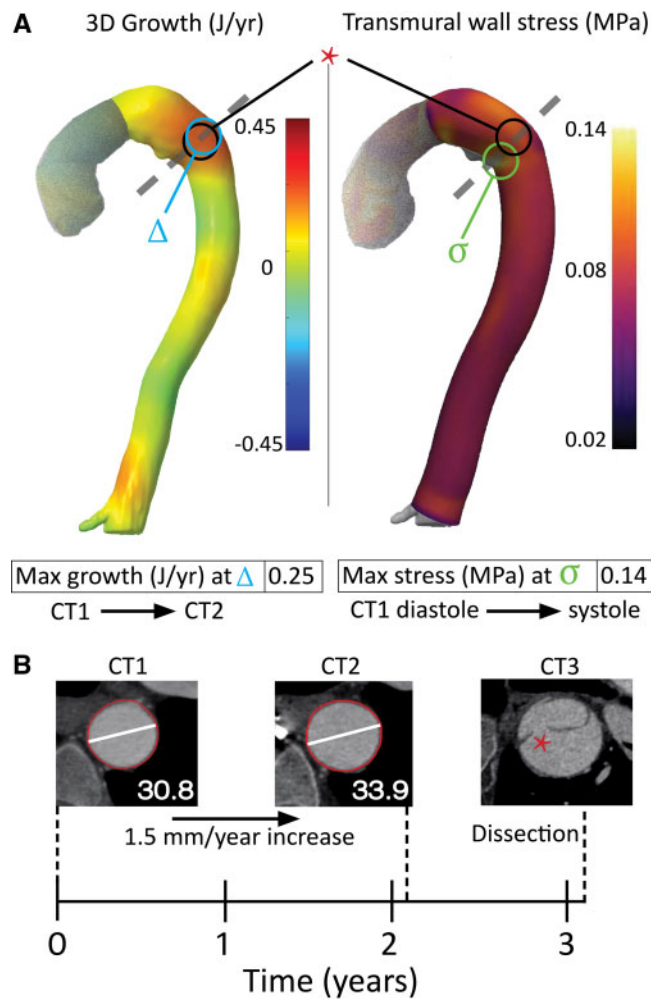 A
3D Growth (J/yr)
Transmural wall stress (MPa)
*
0.45
0
-0.45
Δ
0.14
0.08
0.02
σ
Max growth (J/yr) at Δ 0.25
Max stress (MPa) at σ 0.14
CT1 → CT2
CT1 diastole → systole
B
CT1
CT2
CT3
30.8
33.9
*
1.5 mm/year increase
Dissection
0
1
2
3
Time (years)